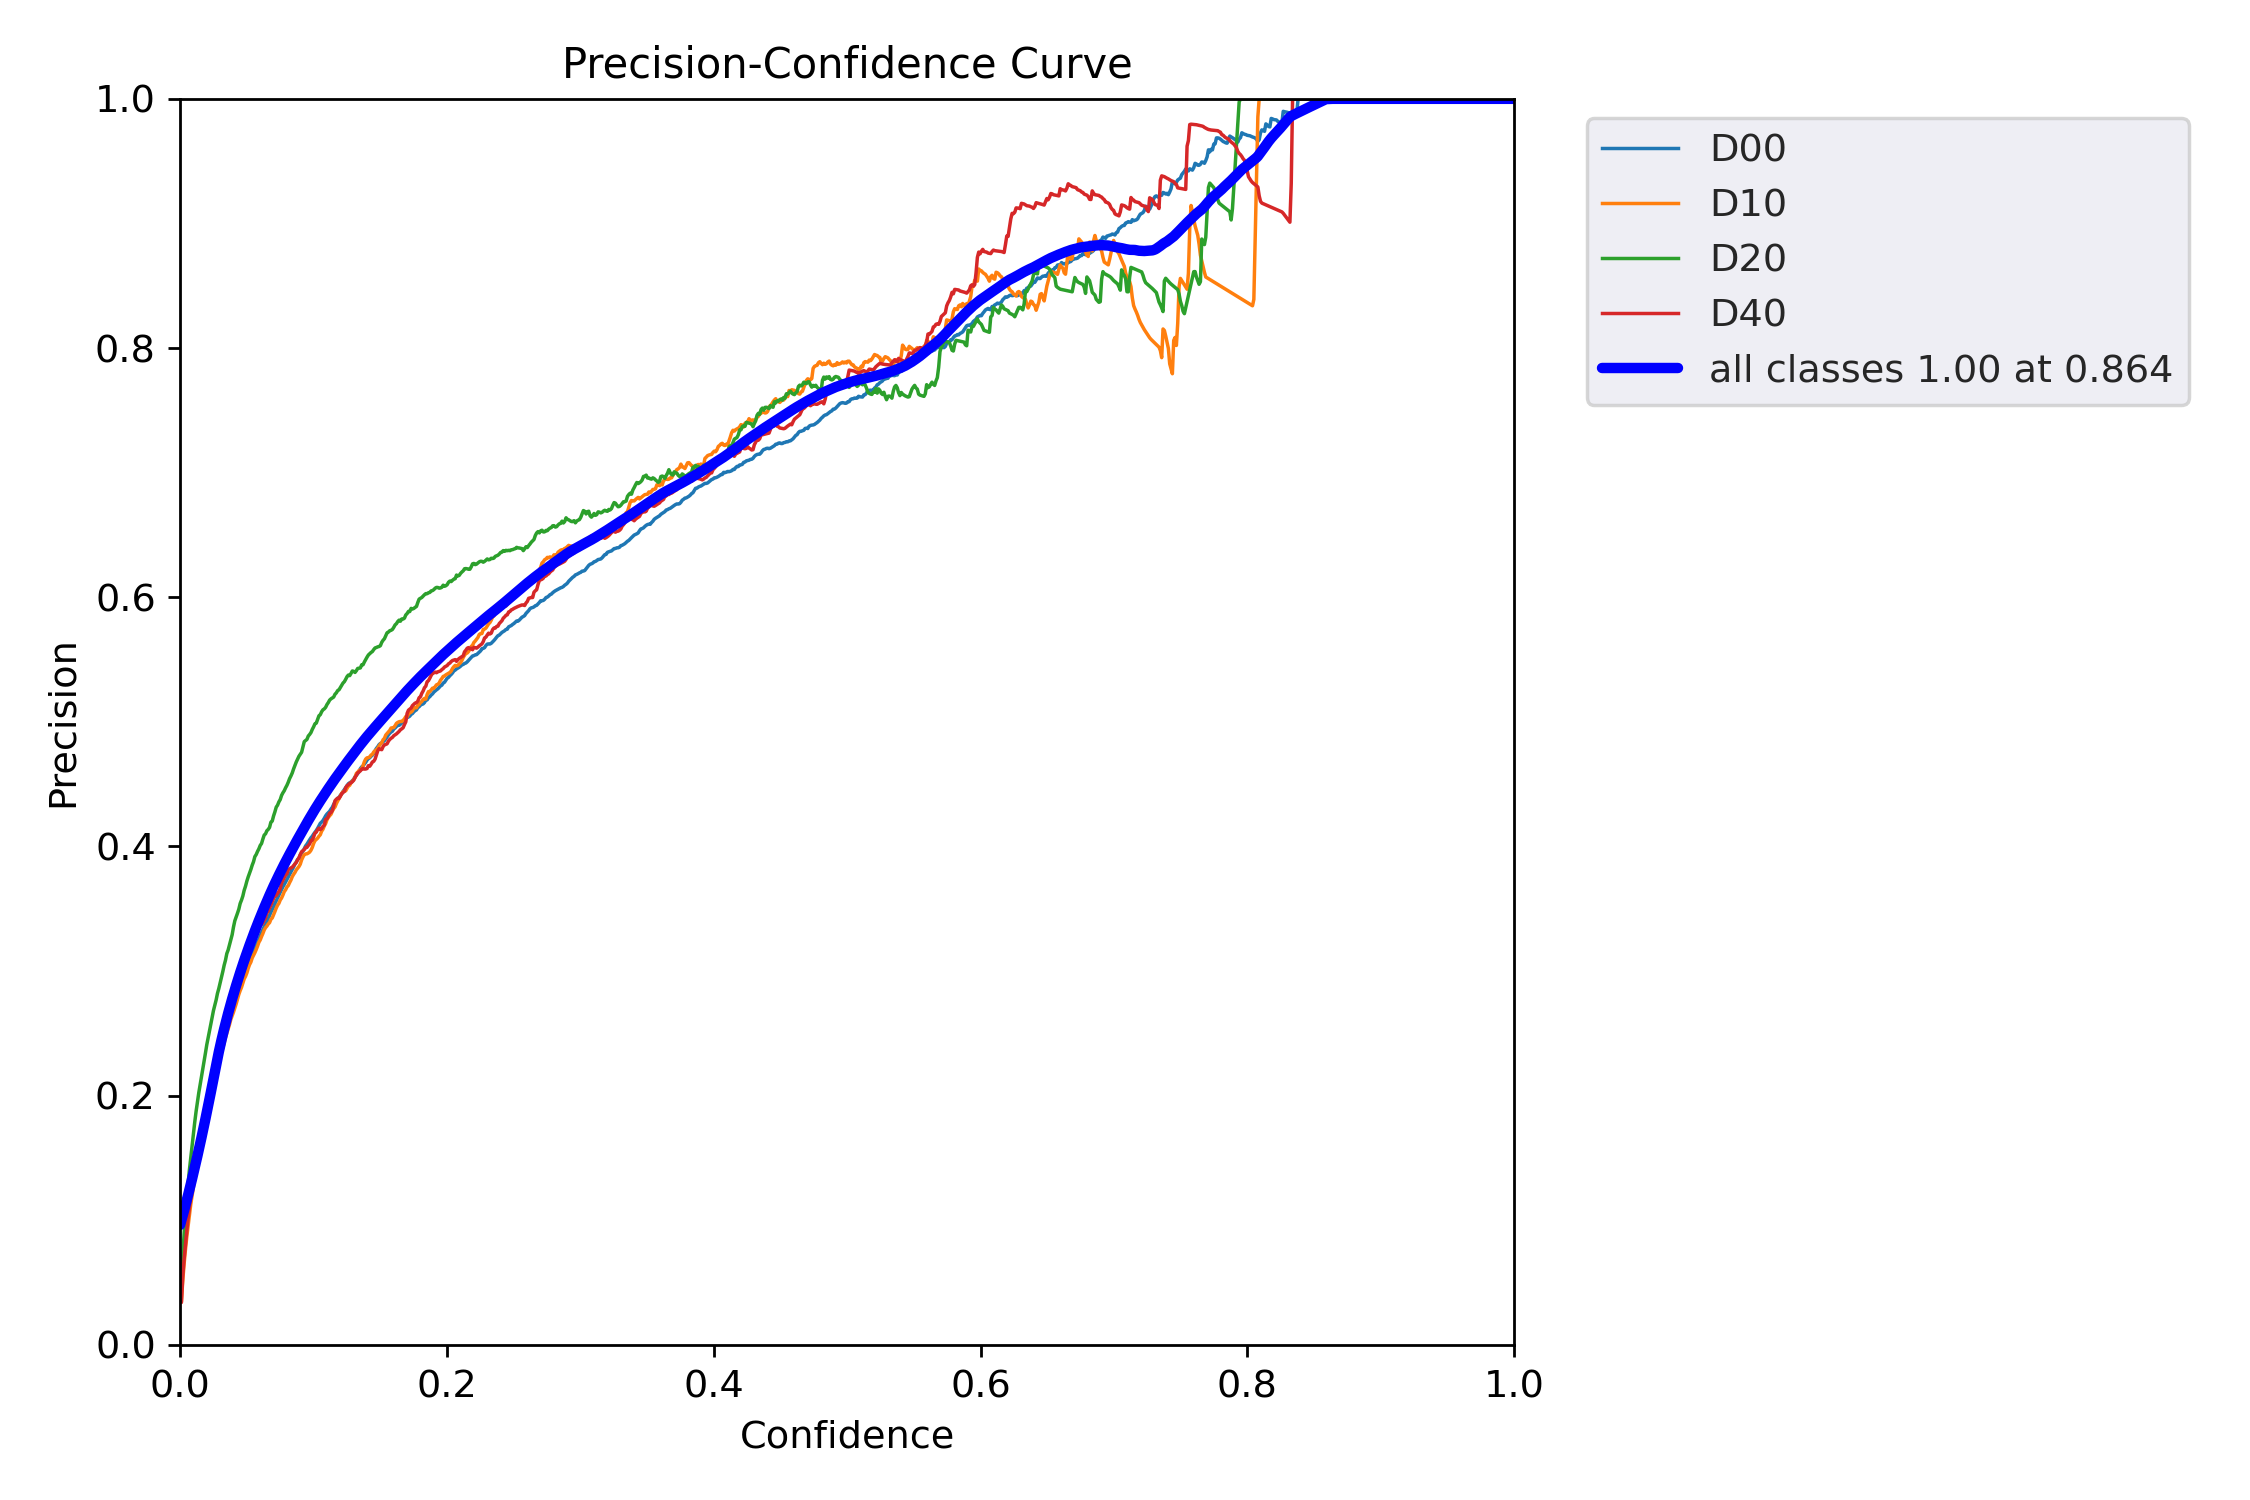 Precision-Confidence Curve
1.0
0.8
0.6
0.4
0.2
0.0
Precision
0.0 0.2 0.4 0.6 0.8 1.0
Confidence
D00
D10
D20
D40
all classes 1.00 at 0.864